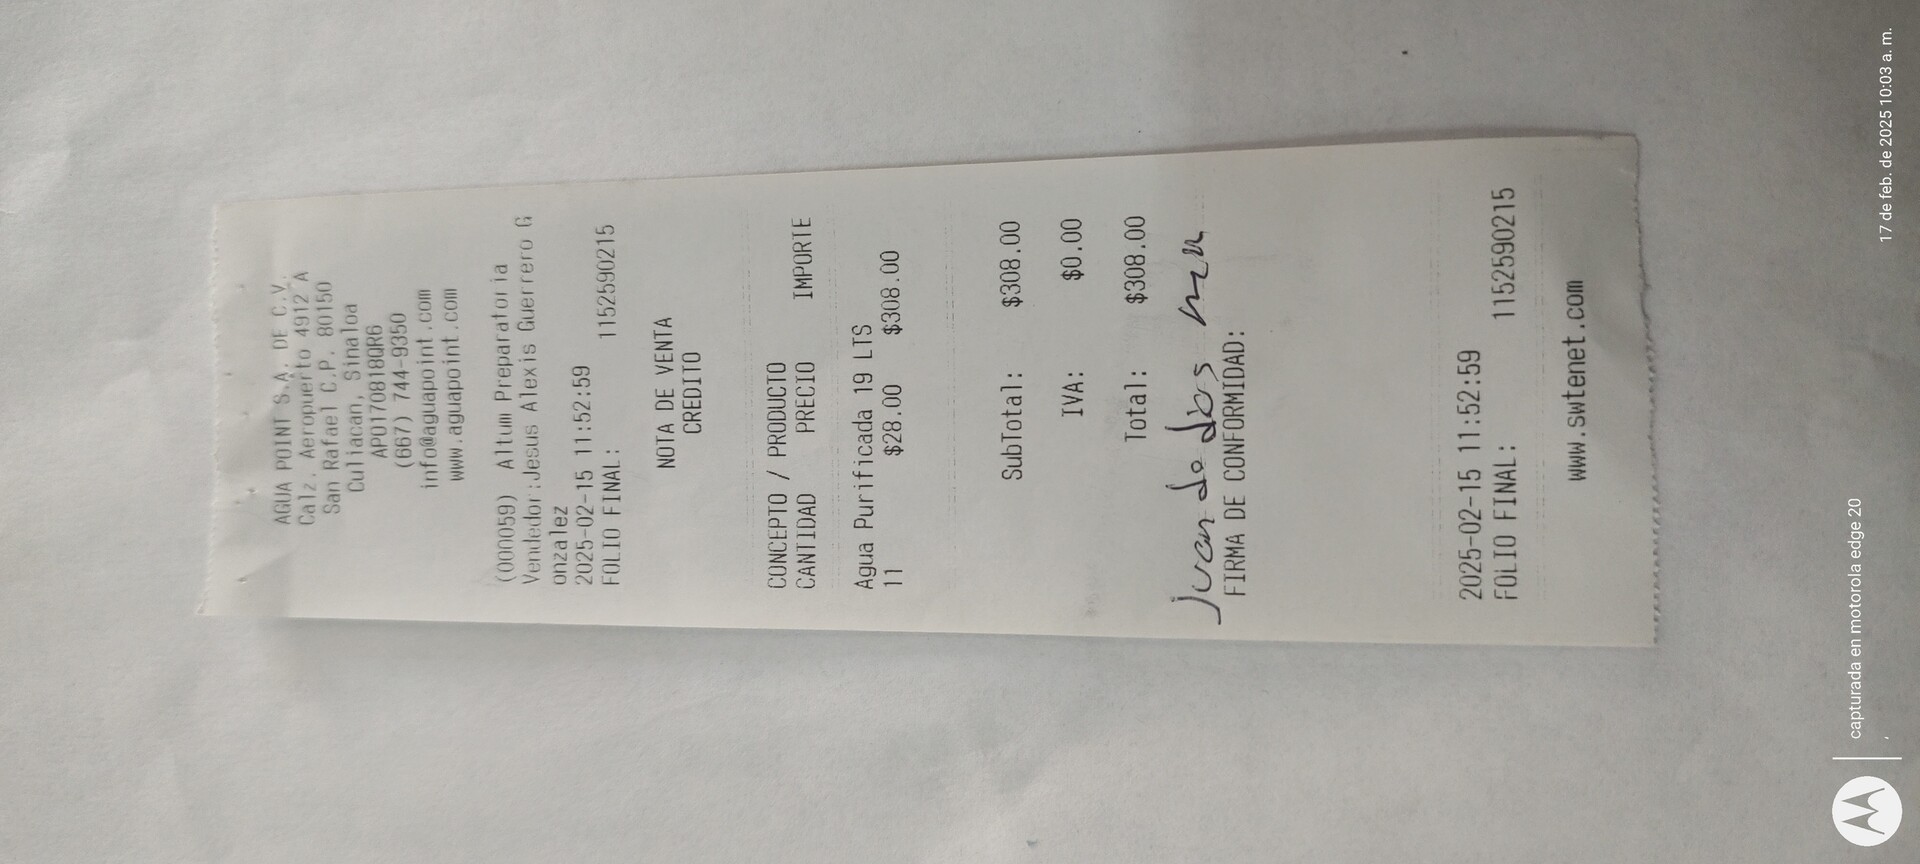 AGUA POINT S.A. DE C.V.
Calz. Aeropuerto 4912 A
San Rafael C.P. 80150
Culiacan, Sinaloa
APO170818QR6
(667) 744-9350
info@aguapoint.com
www.aguapoint.com
(000059) Altum Preparatoria
Vendedor:Jesus Alexis Guerrero G
onzalez
2025-02-15 11:52:59
FOLIO FINAL: 1152590215
NOTA DE VENTA
CREDITO
CONCEPTO / PRODUCTO
CANTIDAD PRECIO IMPORTE
Agua Purificada 19 LTS
11 $28.00 $308.00
SubTotal: $308.00
IVA: $0.00
Total: $308.00
Juan de dios
FIRMA DE CONFORMIDAD:
2025-02-15 11:52:59
FOLIO FINAL: 1152590215
www.swtenet.com
capturada en motorola edge 20
17 de feb. de 2025 10:03 a. m.